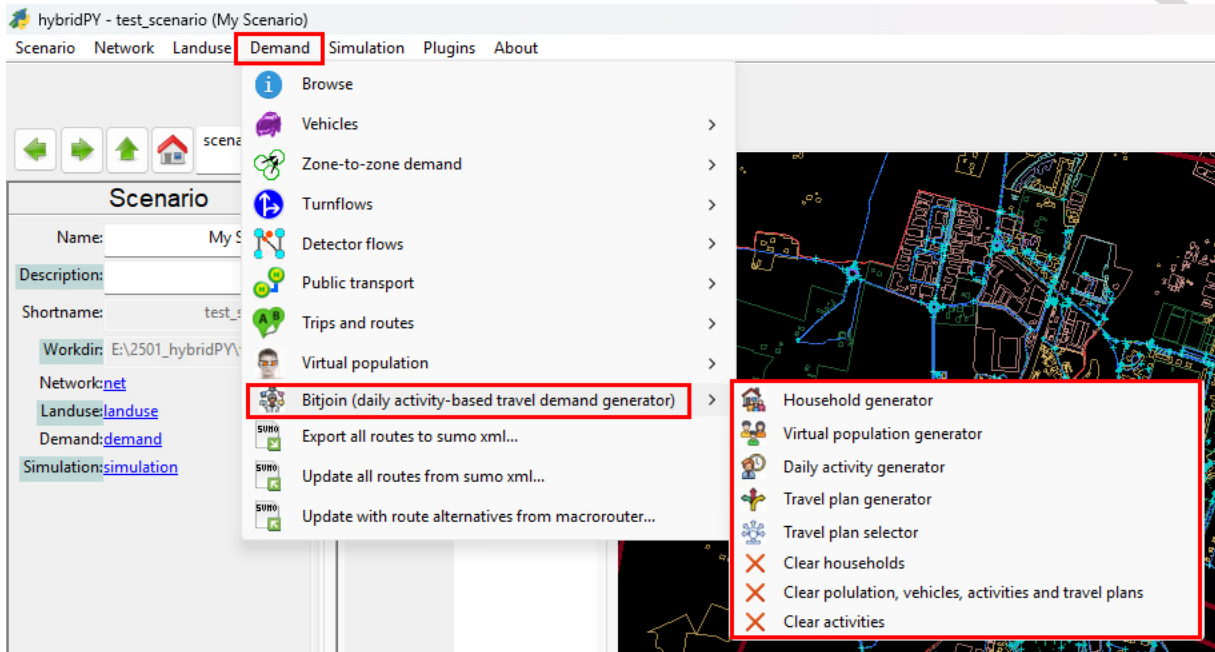 hybridPY - test_scenario (My Scenario)
Scenario Network Landuse Demand Simulation Plugins About
Browse
Vehicles
Zone-to-zone demand
Turnflows
Detector flows
Public transport
Trips and routes
Virtual population
Bitjoin (daily activity-based travel demand generator)
Export all routes to sumo xml...
Update all routes from sumo xml...
Update with route alternatives from macrorouter...
Household generator
Virtual population generator
Daily activity generator
Travel plan generator
Travel plan selector
Clear households
Clear polulation, vehicles, activities and travel plans
Clear activities
scena
Scenario
Name: My S
Description:
Shortname: test_s
Workdir: E:\2501_hybridPY\
Network: net
Landuse: landuse
Demand: demand
Simulation: simulation
A B
H
H
SUMO
SUMO
SUMO